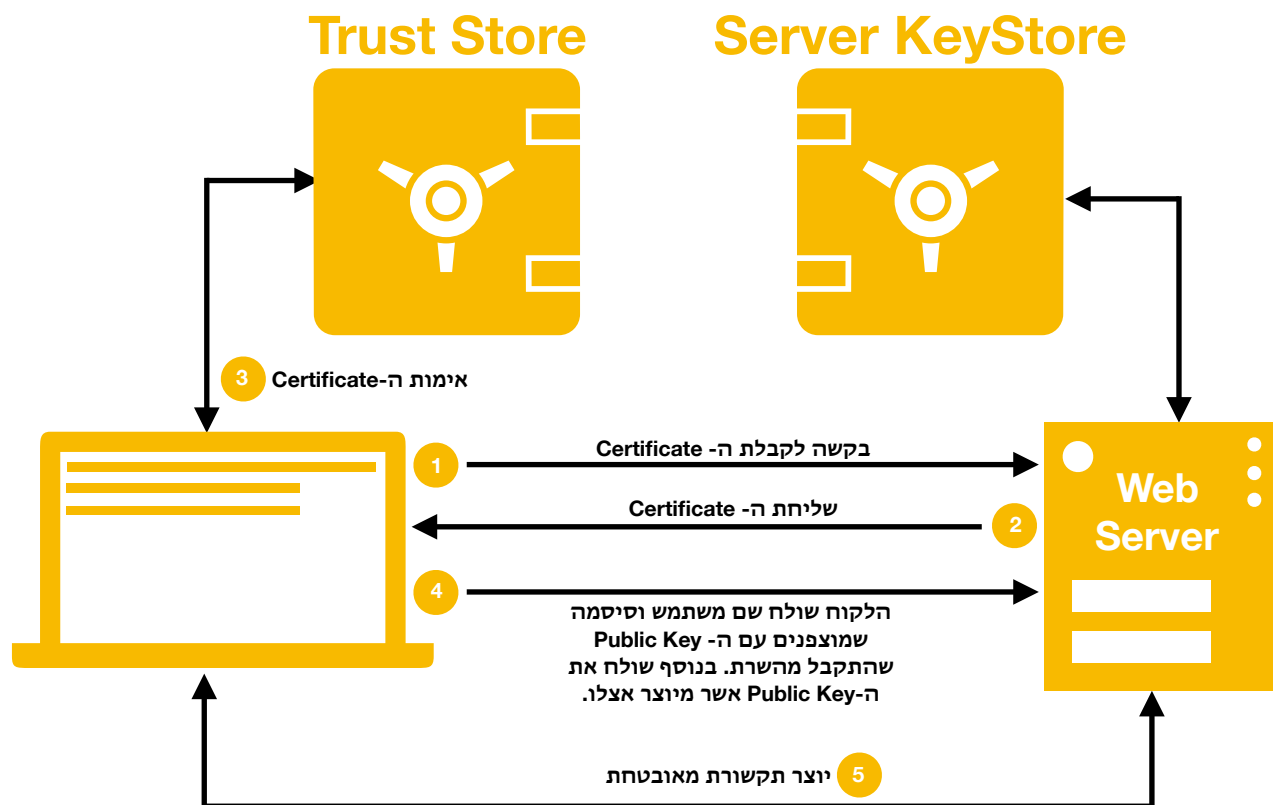 Trust Store
Server KeyStore
3
אימות ה-Certificate
1
בקשה לקבלת ה- Certificate
Web
Server
שליחת ה- Certificate
2
4
הלקוח שולח שם משתמש וסיסמה
שמוצפנים עם ה- Public Key
שהתקבל מהשרת. בנוסף שולח את
ה-Public Key אשר מיוצר אצלו.
5
יוצר תקשורת מאובטחת